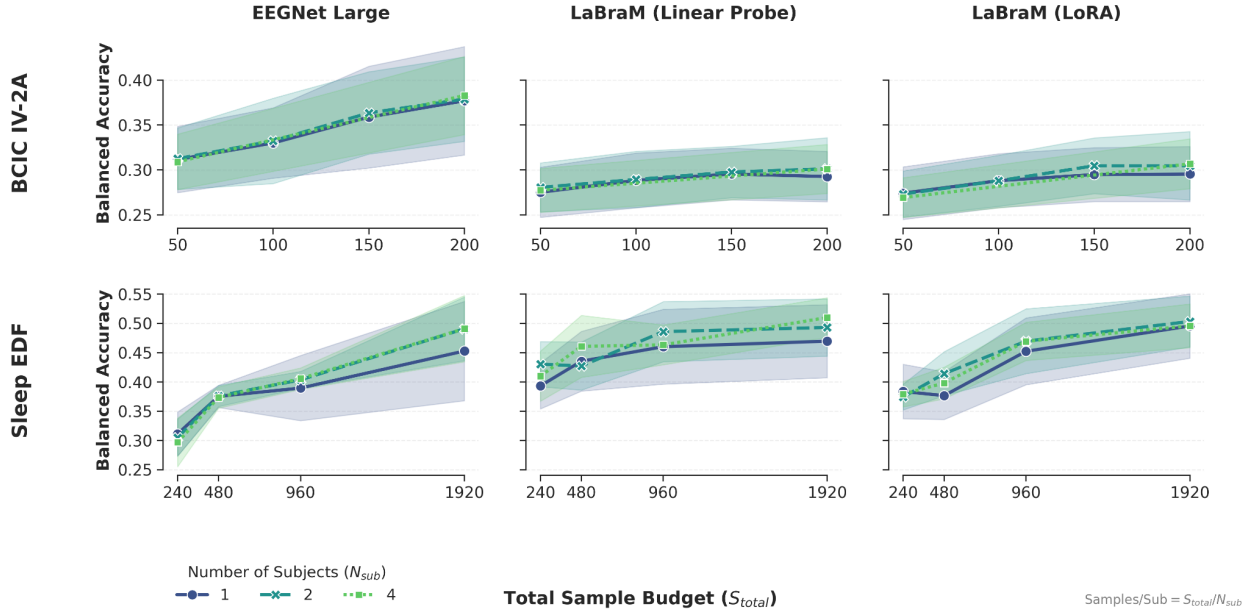 EEGNet Large
LaBraM (Linear Probe)
LaBraM (LoRA)
BCIC IV-2A
Balanced Accuracy
0.40
0.35
0.30
0.25
50 100 150 200
50 100 150 200
50 100 150 200
Sleep EDF
Balanced Accuracy
0.55
0.50
0.45
0.40
0.35
0.30
0.25
240 480 960 1920
240 480 960 1920
240 480 960 1920
Number of Subjects (N_sub)
1 2 4
Total Sample Budget (S_total)
Samples/Sub = S_total/N_sub